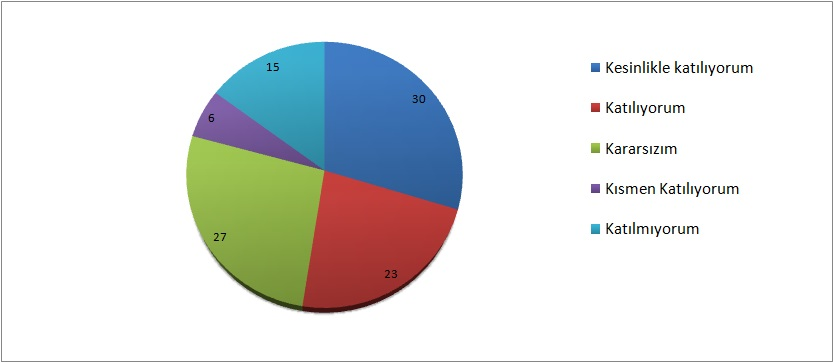 15
30
6
27
23
Kesinlikle katılıyorum
Katılıyorum
Kararsızım
Kısmen Katılıyorum
Katılmıyorum